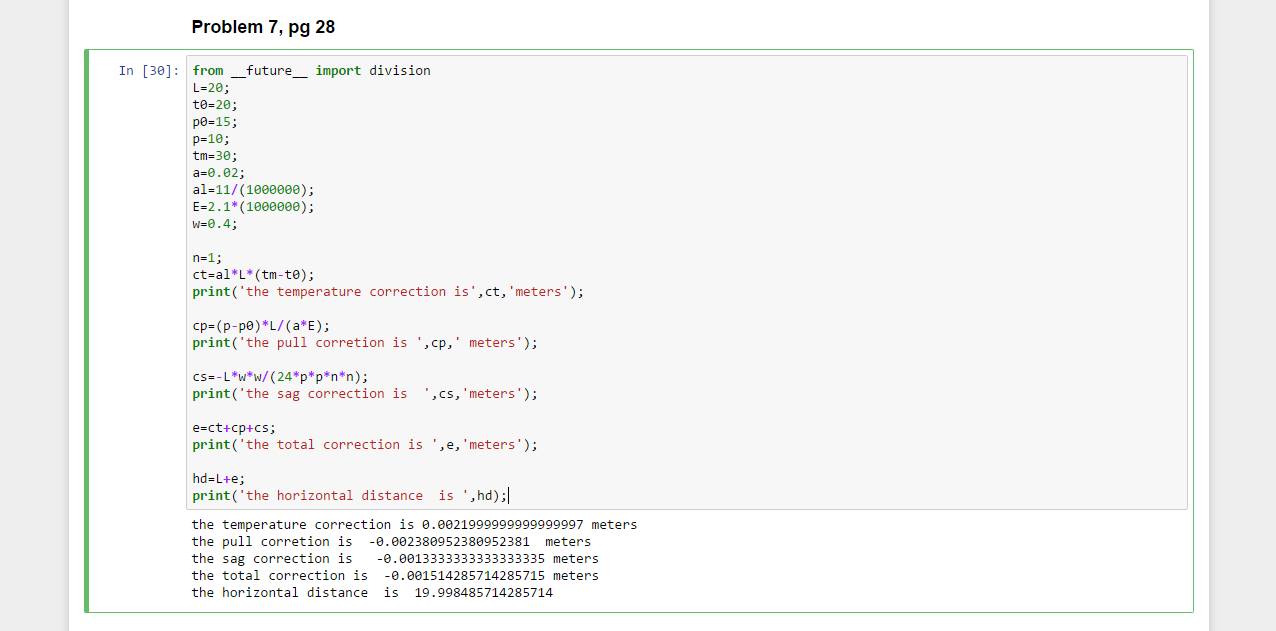 Problem 7, pg 28
In [30]: from __future__ import division
L=20;
t0=20;
p0=15;
p=10;
tm=30;
a=0.02;
al=11/(1000000);
E=2.1*(1000000);
w=0.4;
n=1;
ct=al*L*(tm-t0);
print('the temperature correction is',ct,'meters');
cp=(p-p0)*L/(a*E);
print('the pull corretion is ',cp,' meters');
cs=-L*w*w/(24*p*p*n*n);
print('the sag correction is  ',cs,'meters');
e=ct+cp+cs;
print('the total correction is ',e,'meters');
hd=L+e;
print('the horizontal distance  is ',hd);
the temperature correction is 0.0021999999999999997 meters
the pull corretion is  -0.002380952380952381  meters
the sag correction is   -0.0013333333333333335 meters
the total correction is  -0.001514285714285715 meters
the horizontal distance  is  19.998485714285714